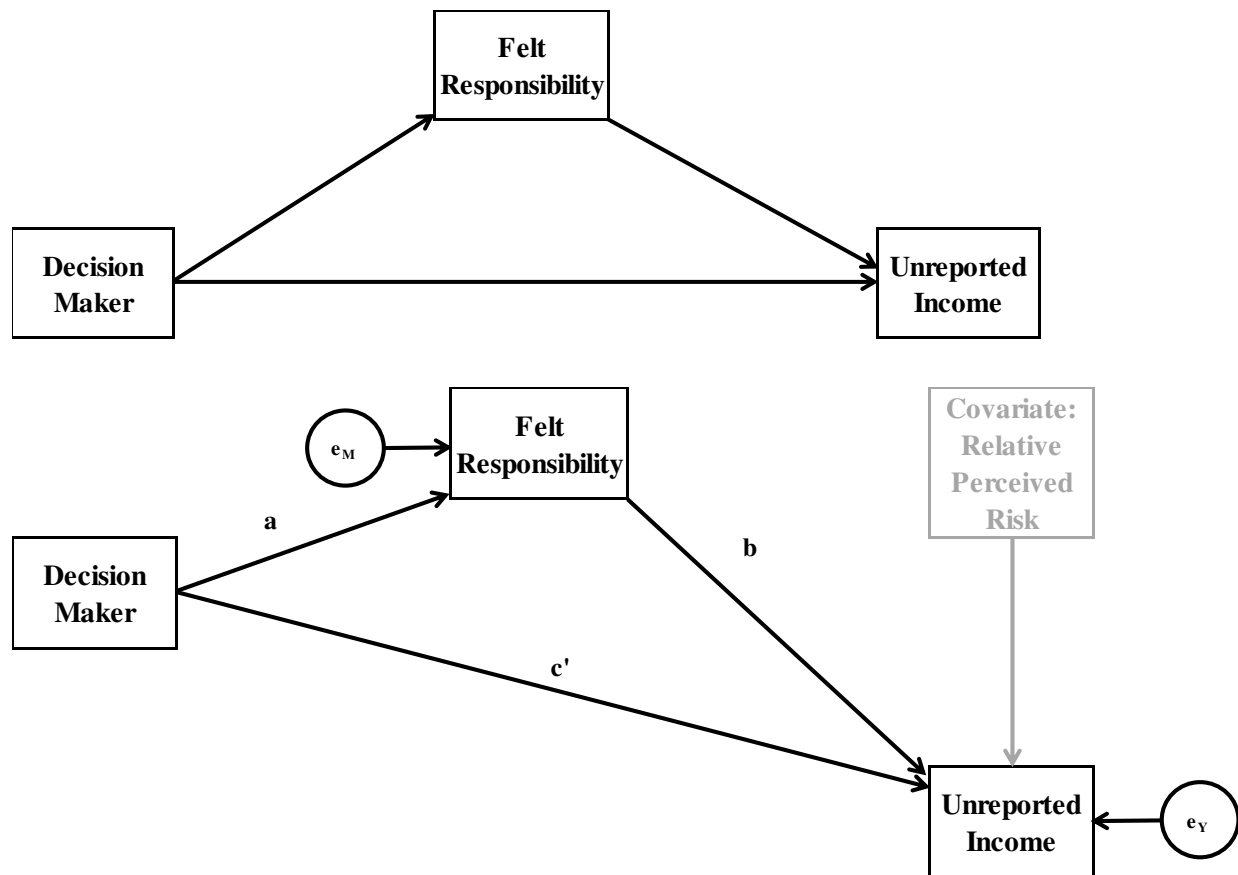 Felt
Responsibility
Decision
Maker
Unreported
Income
e_M
Felt
Responsibility
Covariate:
Relative
Perceived
Risk
a
b
Decision
Maker
c'
Unreported
Income
e_Y